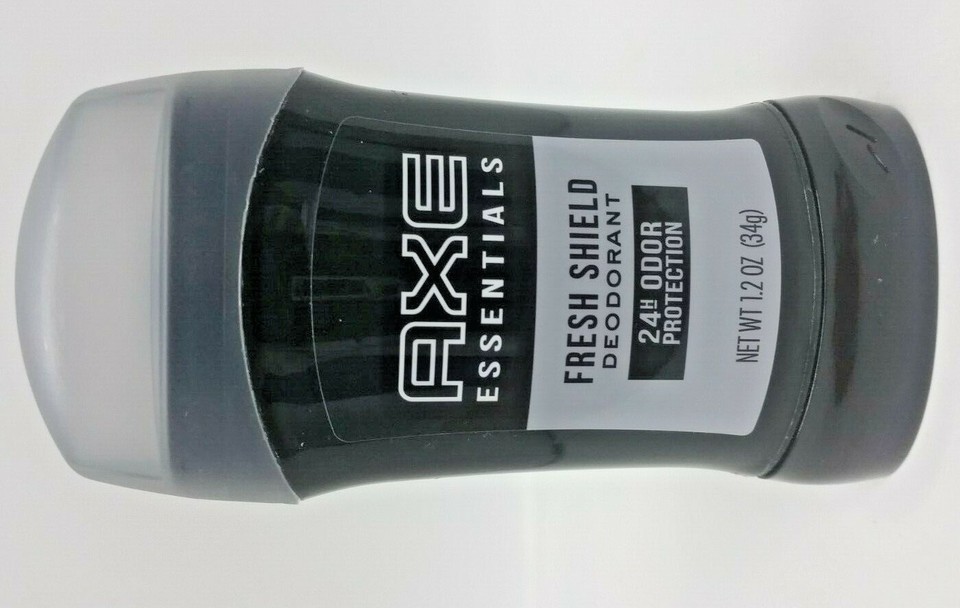 AXE
ESSENTIALS
FRESH SHIELD
DEODORANT
24H ODOR
PROTECTION
NET WT 1.2 OZ (34g)